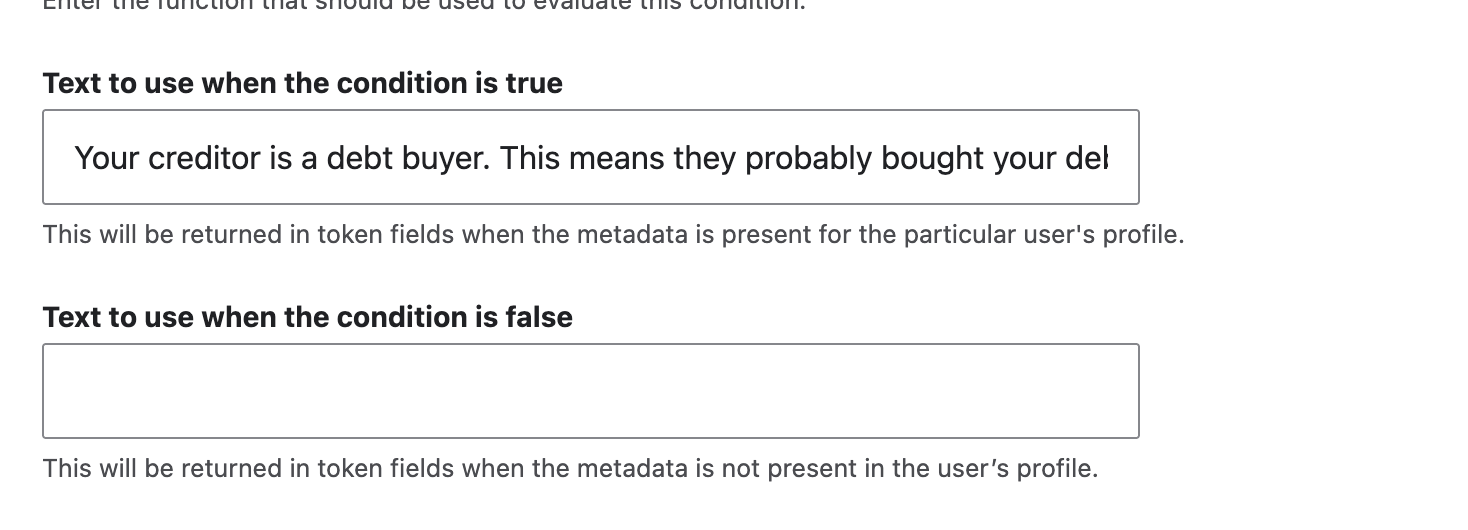 Enter the function that should be used to evaluate this condition.
Text to use when the condition is true
Your creditor is a debt buyer. This means they probably bought your
This will be returned in token fields when the metadata is present for the particular user's profile.
Text to use when the condition is false
This will be returned in token fields when the metadata is not present in the user’s profile.